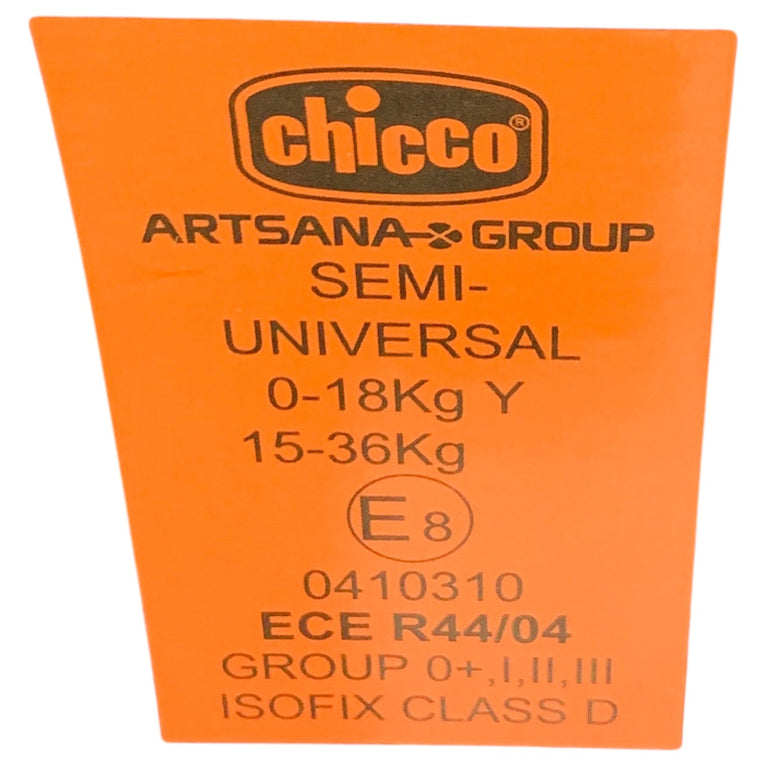 chicco®
ARTSANA GROUP
SEMI-
UNIVERSAL
0-18Kg Y
15-36Kg
E 8
0410310
ECE R44/04
GROUP 0+,I,II,III
ISOFIX CLASS D